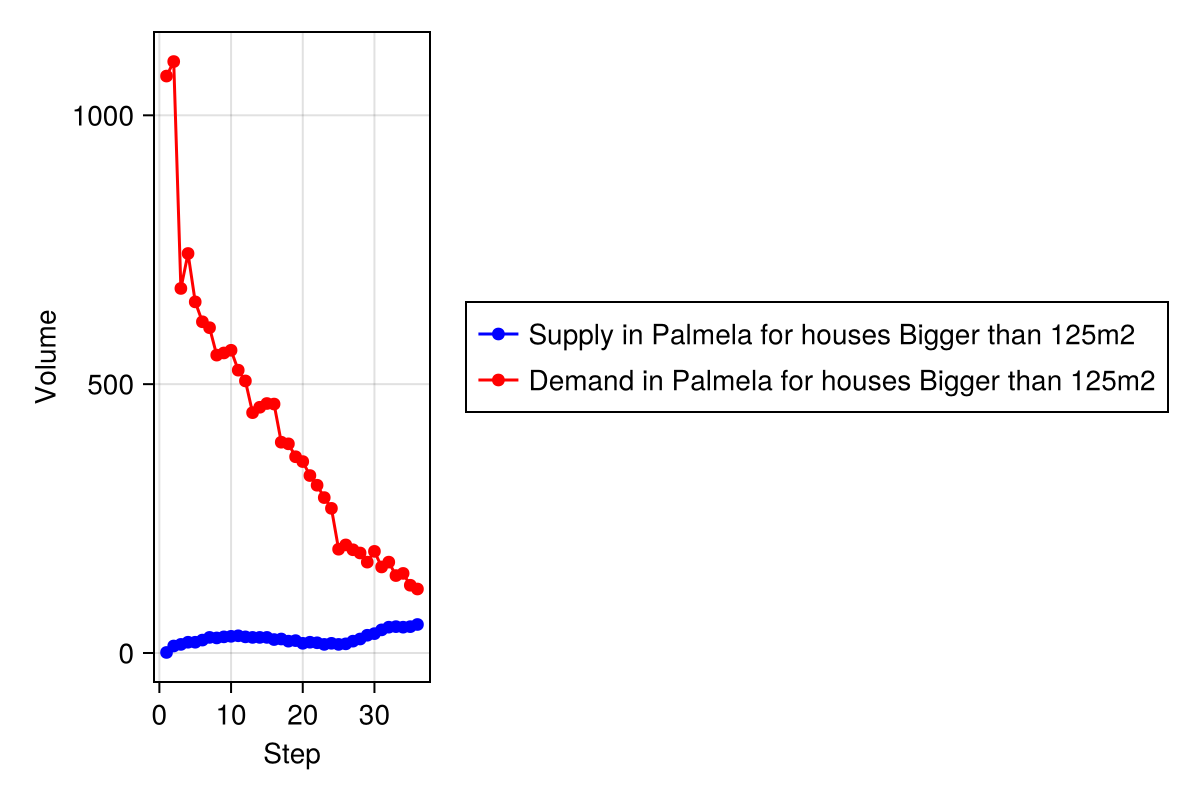 1000
500
0
Volume
0 10 20 30
Step
Supply in Palmela for houses Bigger than 125m2
Demand in Palmela for houses Bigger than 125m2